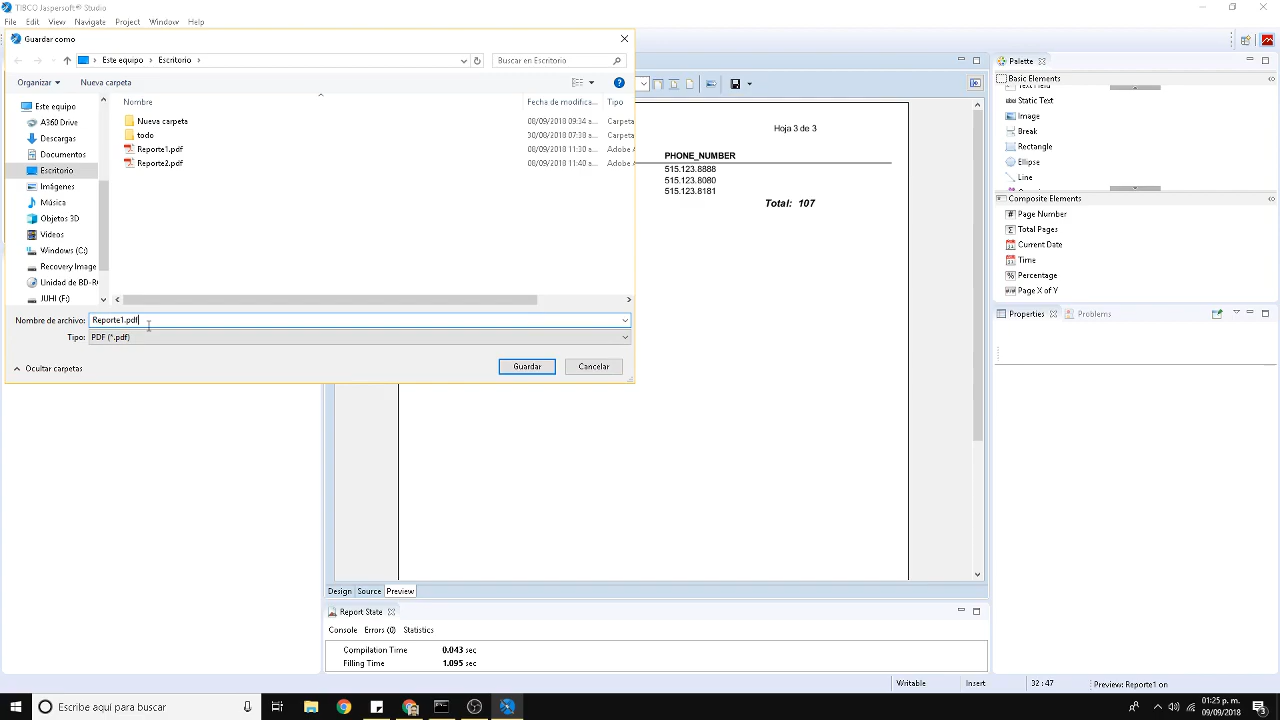 TIBCO Jaspersoft® Studio
File Edit View Navigate Project Window Help
Guardar como
Este equipo > Escritorio >
Buscar en Escritorio
Organizar
Nueva carpeta
Nombre
Fecha de modifica...
Tipo
Este equipo
A360 Drive
Descargas
Documentos
Escritorio
Imágenes
Música
Objetos 3D
Vídeos
Windows (C:)
Recovery Image
Unidad de BD-R
JUHI (F:)
Nueva carpeta 08/09/2018 09:34 a... Carpeta
todo 30/08/2018 07:38 a... Carpeta
Reporte1.pdf 08/09/2018 11:30 a... Adobe A
Reporte2.pdf 08/09/2018 11:40 a... Adobe A
Nombre de archivo: Reporte1.pdf
Tipo: PDF (*.pdf)
Ocultar carpetas
Guardar
Cancelar
Hoja 3 de 3
PHONE_NUMBER
515.123.8888
515.123.8080
515.123.8181
Total: 107
Design Source Preview
Report State
Console Errors (0) Statistics
Compilation Time 0.043 sec
Filling Time 1.095 sec
Palette
Basic Elements
Text Field
Static Text
Image
Break
Rectangle
Ellipse
Line
Composite Elements
Page Number
Total Pages
Current Date
Time
Percentage
Page X of Y
Properties
Problems
Writable
Insert
32 : 47
Preview: Reporte1 on
Escribe aquí para buscar
01:25 p. m.
09/09/2018
3